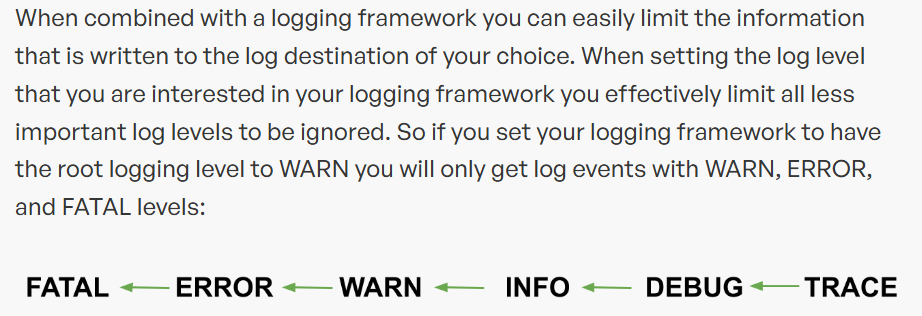 When combined with a logging framework you can easily limit the information
that is written to the log destination of your choice. When setting the log level
that you are interested in your logging framework you effectively limit all less
important log levels to be ignored. So if you set your logging framework to have
the root logging level to WARN you will only get log events with WARN, ERROR,
and FATAL levels:
FATAL ERROR WARN INFO DEBUG TRACE